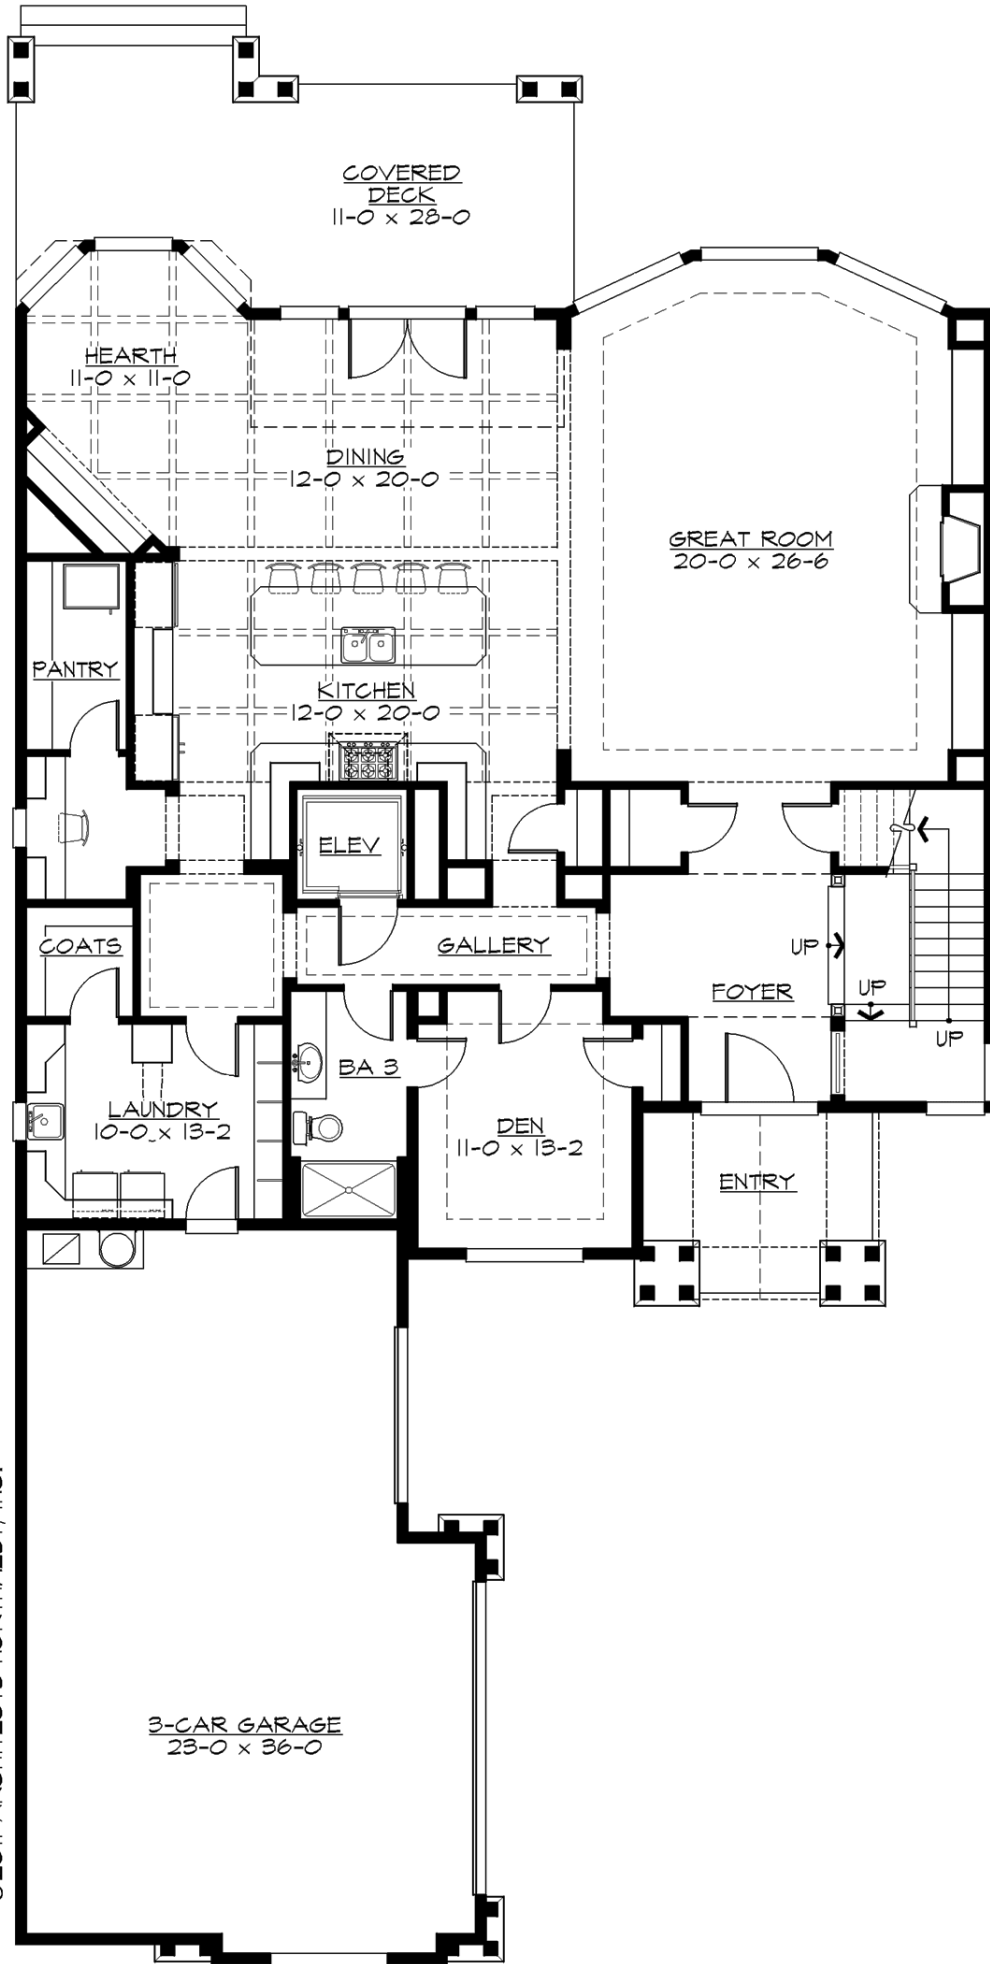 COVERED
DECK
11-0 x 28-0
HEARTH
11-0 x 11-0
DINING
12-0 x 20-0
GREAT ROOM
20-0 x 26-6
PANTRY
KITCHEN
12-0 x 20-0
ELEV
COATS
GALLERY
UP
FOYER
UP
UP
BA 3
LAUNDRY
10-0 x 13-2
DEN
11-0 x 13-2
ENTRY
3-CAR GARAGE
23-0 x 36-0